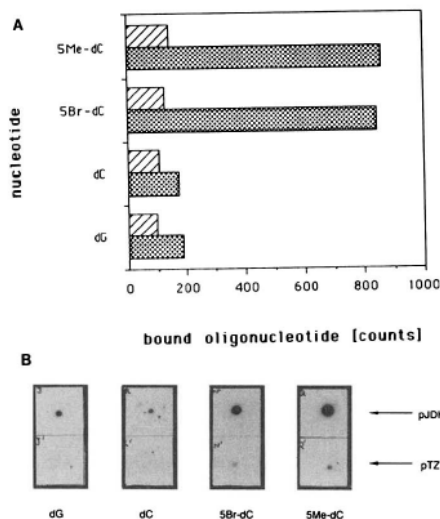 A
5Me-dC
5Br-dC
dC
dG
nucleotide
0 200 400 600 800 1000
bound oligonucleotide [counts]
B
pTZ
dG dC 5Br-dC 5Me-dC